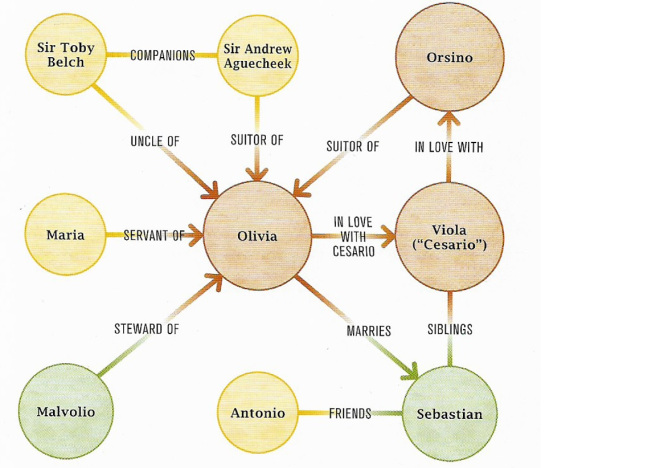 Sir Toby
Belch
COMPANIONS
Sir Andrew
Aguecheek
Orsino
UNCLE OF
SUITOR OF
SUITOR OF
IN LOVE WITH
Maria
SERVANT OF
Olivia
IN LOVE
WITH
CESARIO
Viola
("Cesario")
STEWARD OF
MARRIES
SIBLINGS
Malvolio
Antonio
FRIENDS
Sebastian